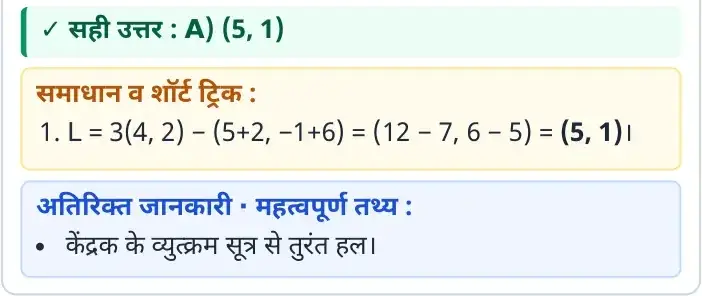 ✓ सही उत्तर : A) (5, 1)
समाधान व शॉर्ट ट्रिक :
1. L = 3(4, 2) − (5+2, −1+6) = (12 − 7, 6 − 5) = (5, 1)।
अतिरिक्त जानकारी · महत्वपूर्ण तथ्य :
• केंद्रक के व्युत्क्रम सूत्र से तुरंत हल।